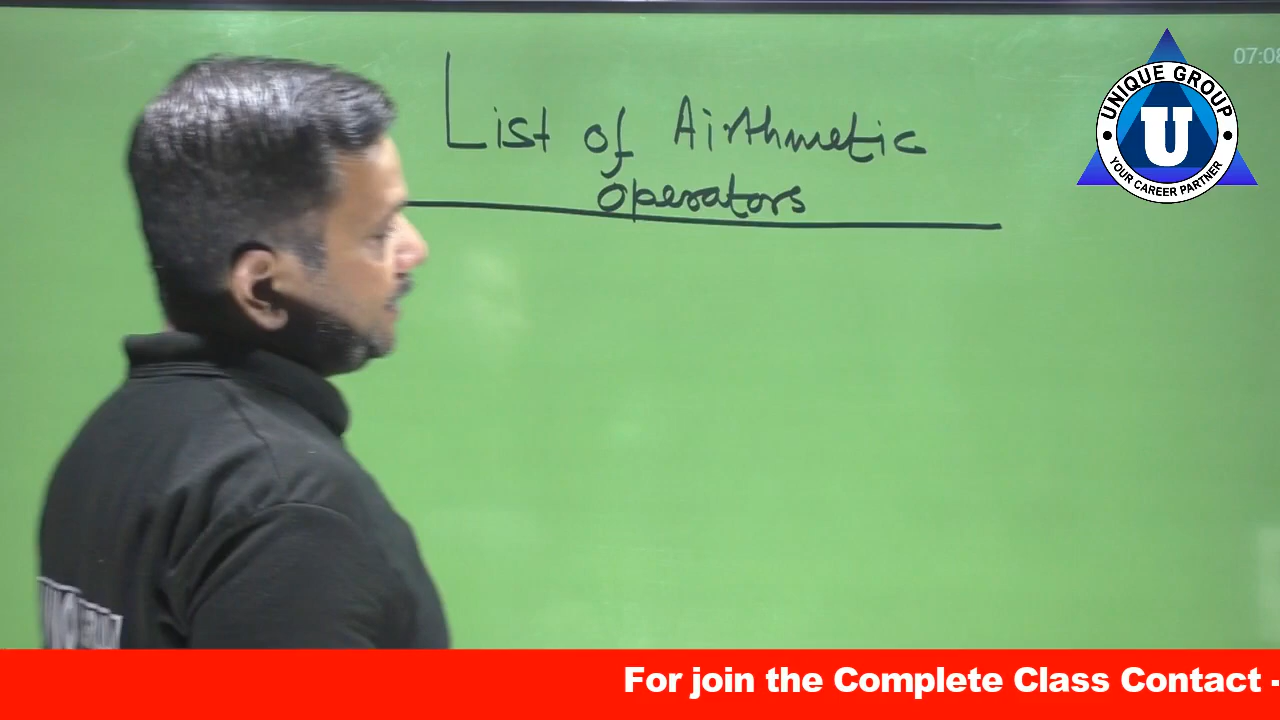 List of Airthmetic
operators
07:08
UNIQUE GROUP
U
YOUR CAREER PARTNER
For join the Complete Class Contact -